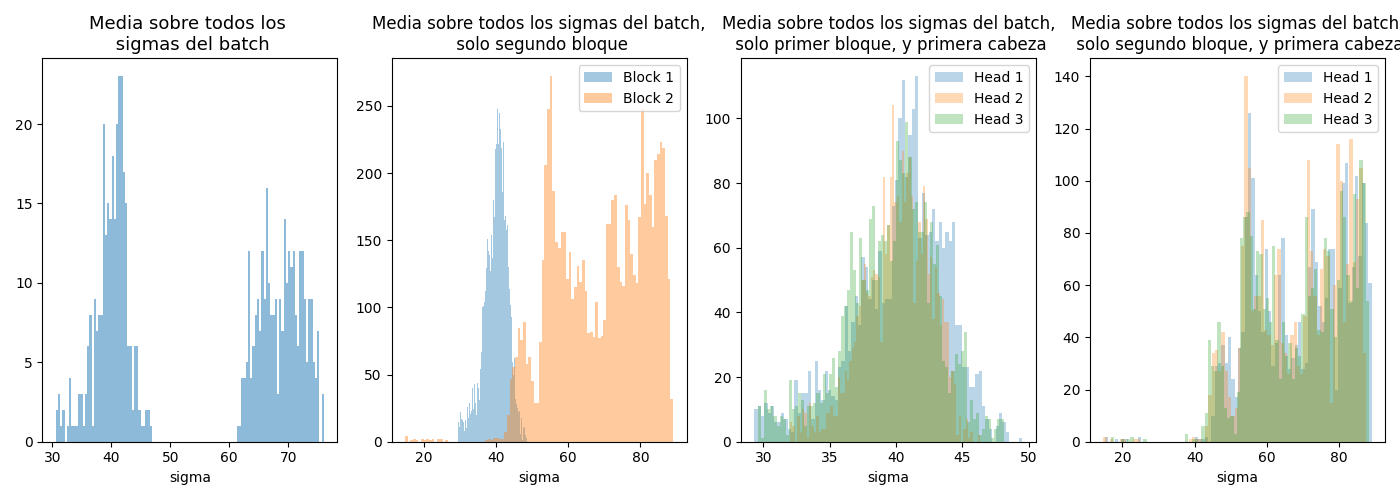 Media sobre todos los
sigmas del batch
25
20
15
10
5
0
30 40 50 60 70
sigma
Media sobre todos los sigmas del batch,
solo segundo bloque
Block 1
Block 2
250
200
150
100
50
0
20 40 60 80
sigma
Media sobre todos los sigmas del batch,
solo primer bloque, y primera cabeza
Head 1
Head 2
Head 3
100
80
60
40
20
0
30 35 40 45 50
sigma
Media sobre todos los sigmas del batch
solo segundo bloque, y primera cabeza
Head 1
Head 2
Head 3
140
120
100
80
60
40
20
0
20 40 60 80
sigma